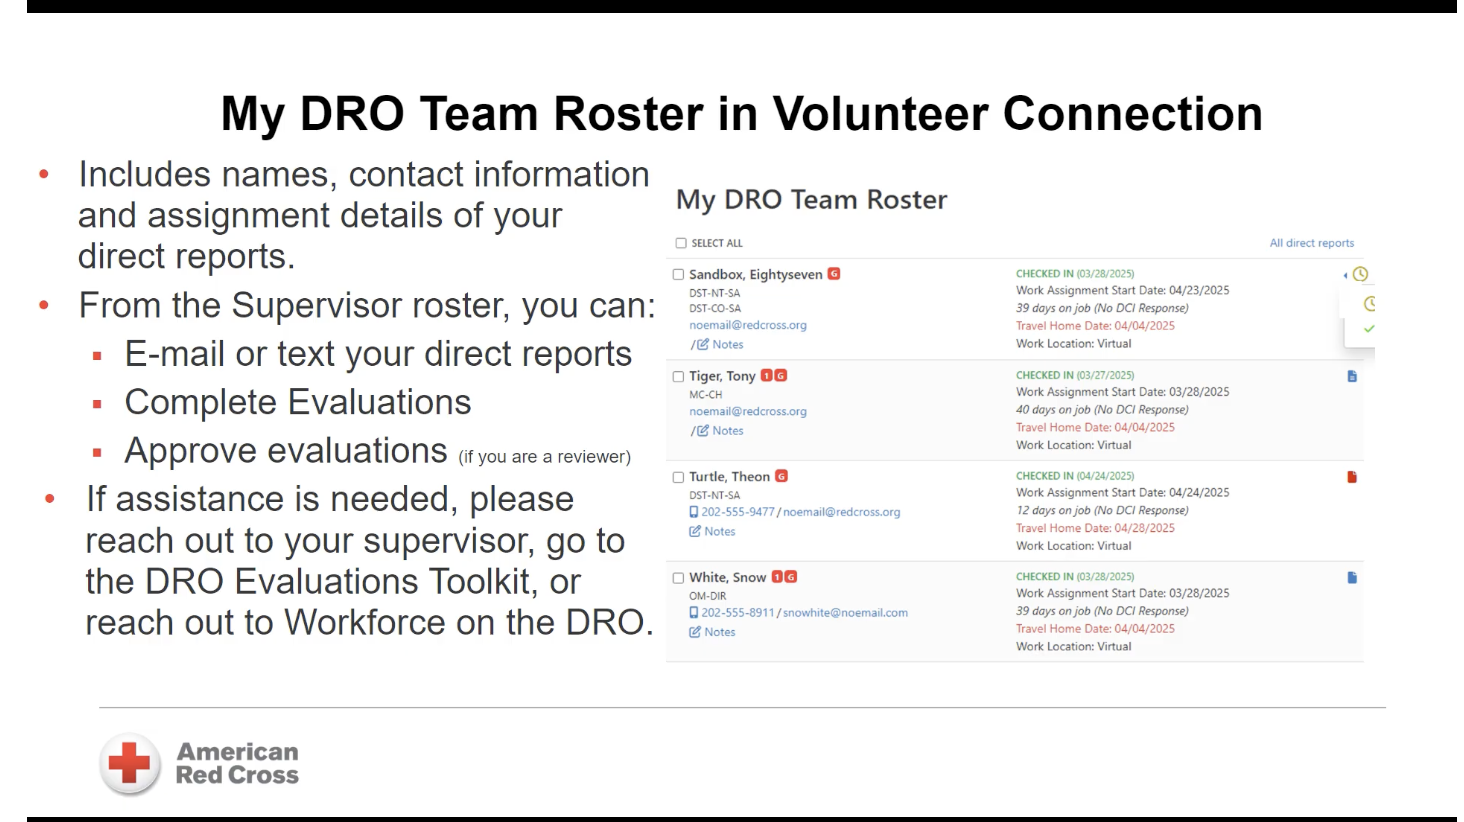 My DRO Team Roster in Volunteer Connection
• Includes names, contact information
and assignment details of your
direct reports.
• From the Supervisor roster, you can:
▪ E-mail or text your direct reports
▪ Complete Evaluations
▪ Approve evaluations (if you are a reviewer)
• If assistance is needed, please
reach out to your supervisor, go to
the DRO Evaluations Toolkit, or
reach out to Workforce on the DRO.
My DRO Team Roster
SELECT ALL
All direct reports
Sandbox, Eightyseven G
DST-NT-SA
DST-CO-SA
noemail@redcross.org
/ Notes
CHECKED IN (03/28/2025)
Work Assignment Start Date: 04/23/2025
39 days on job (No DCI Response)
Travel Home Date: 04/04/2025
Work Location: Virtual
Tiger, Tony 1 G
MC-CH
noemail@redcross.org
/ Notes
CHECKED IN (03/27/2025)
Work Assignment Start Date: 03/28/2025
40 days on job (No DCI Response)
Travel Home Date: 04/04/2025
Work Location: Virtual
Turtle, Theon G
DST-NT-SA
202-555-9477 / noemail@redcross.org
Notes
CHECKED IN (04/24/2025)
Work Assignment Start Date: 04/24/2025
12 days on job (No DCI Response)
Travel Home Date: 04/28/2025
Work Location: Virtual
White, Snow 1 G
OM-DIR
202-555-8911 / snowhite@noemail.com
Notes
CHECKED IN (03/28/2025)
Work Assignment Start Date: 03/28/2025
39 days on job (No DCI Response)
Travel Home Date: 04/04/2025
Work Location: Virtual
American
Red Cross